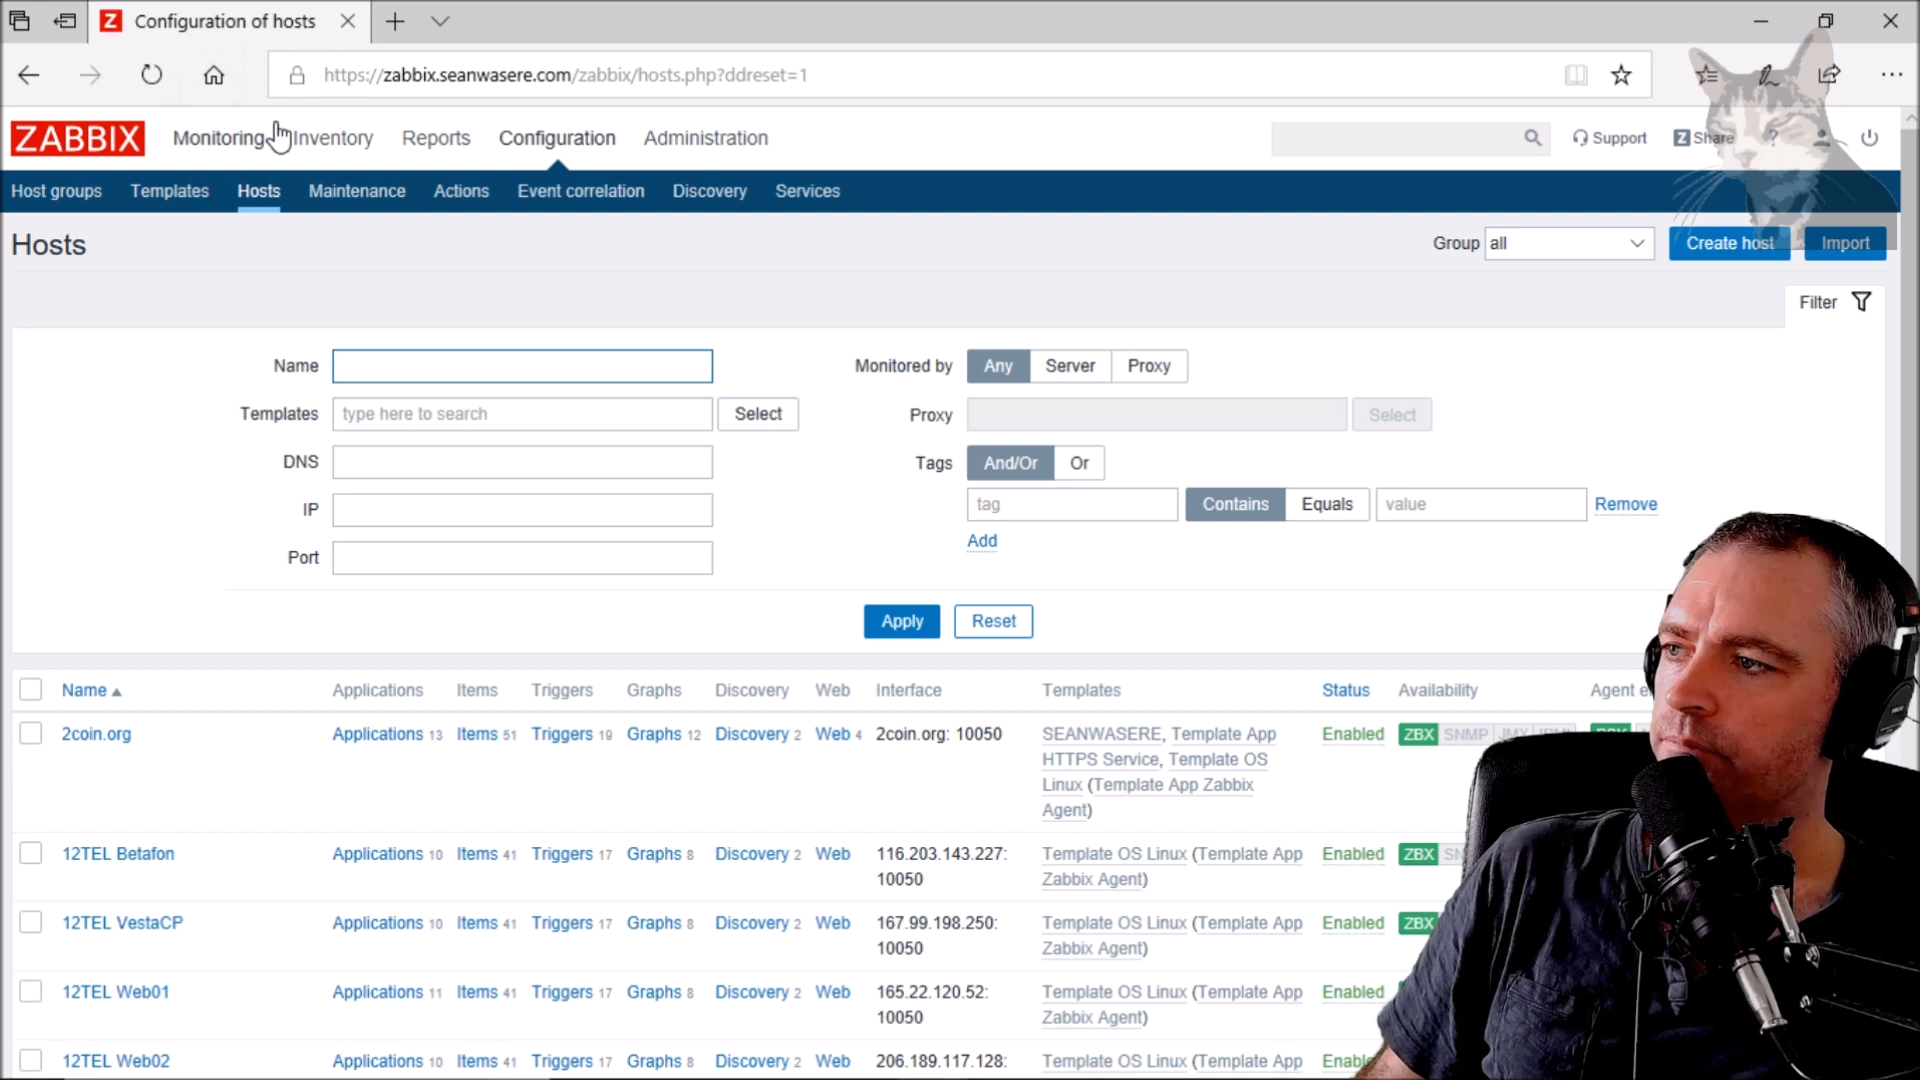 Configuration of hosts
https://zabbix.seanwasere.com/zabbix/hosts.php?ddreset=1
ZABBIX Monitoring Inventory Reports Configuration Administration Support Z Share ?
Host groups Templates Hosts Maintenance Actions Event correlation Discovery Services
Hosts Group all Create host Import
Filter
Name Monitored by Any Server Proxy
Templates type here to search Select Proxy Select
DNS Tags And/Or Or
IP tag Contains Equals value Remove
Add
Port
Apply Reset
Name Applications Items Triggers Graphs Discovery Web Interface Templates Status Availability Agent
2coin.org Applications 13 Items 51 Triggers 19 Graphs 12 Discovery 2 Web 4 2coin.org: 10050 SEANWASERE, Template App Enabled ZBX SNMP JMX
HTTPS Service, Template OS
Linux (Template App Zabbix
Agent)
12TEL Betafon Applications 10 Items 41 Triggers 17 Graphs 8 Discovery 2 Web 116.203.143.227: Template OS Linux (Template App Enabled ZBX
10050 Zabbix Agent)
12TEL VestaCP Applications 10 Items 41 Triggers 17 Graphs 8 Discovery 2 Web 167.99.198.250: Template OS Linux (Template App Enabled ZBX
10050 Zabbix Agent)
12TEL Web01 Applications 11 Items 41 Triggers 17 Graphs 8 Discovery 2 Web 165.22.120.52: Template OS Linux (Template App Enabled
10050 Zabbix Agent)
12TEL Web02 Applications 10 Items 41 Triggers 17 Graphs 8 Discovery 2 Web 206.189.117.128: Template OS Linux (Template App